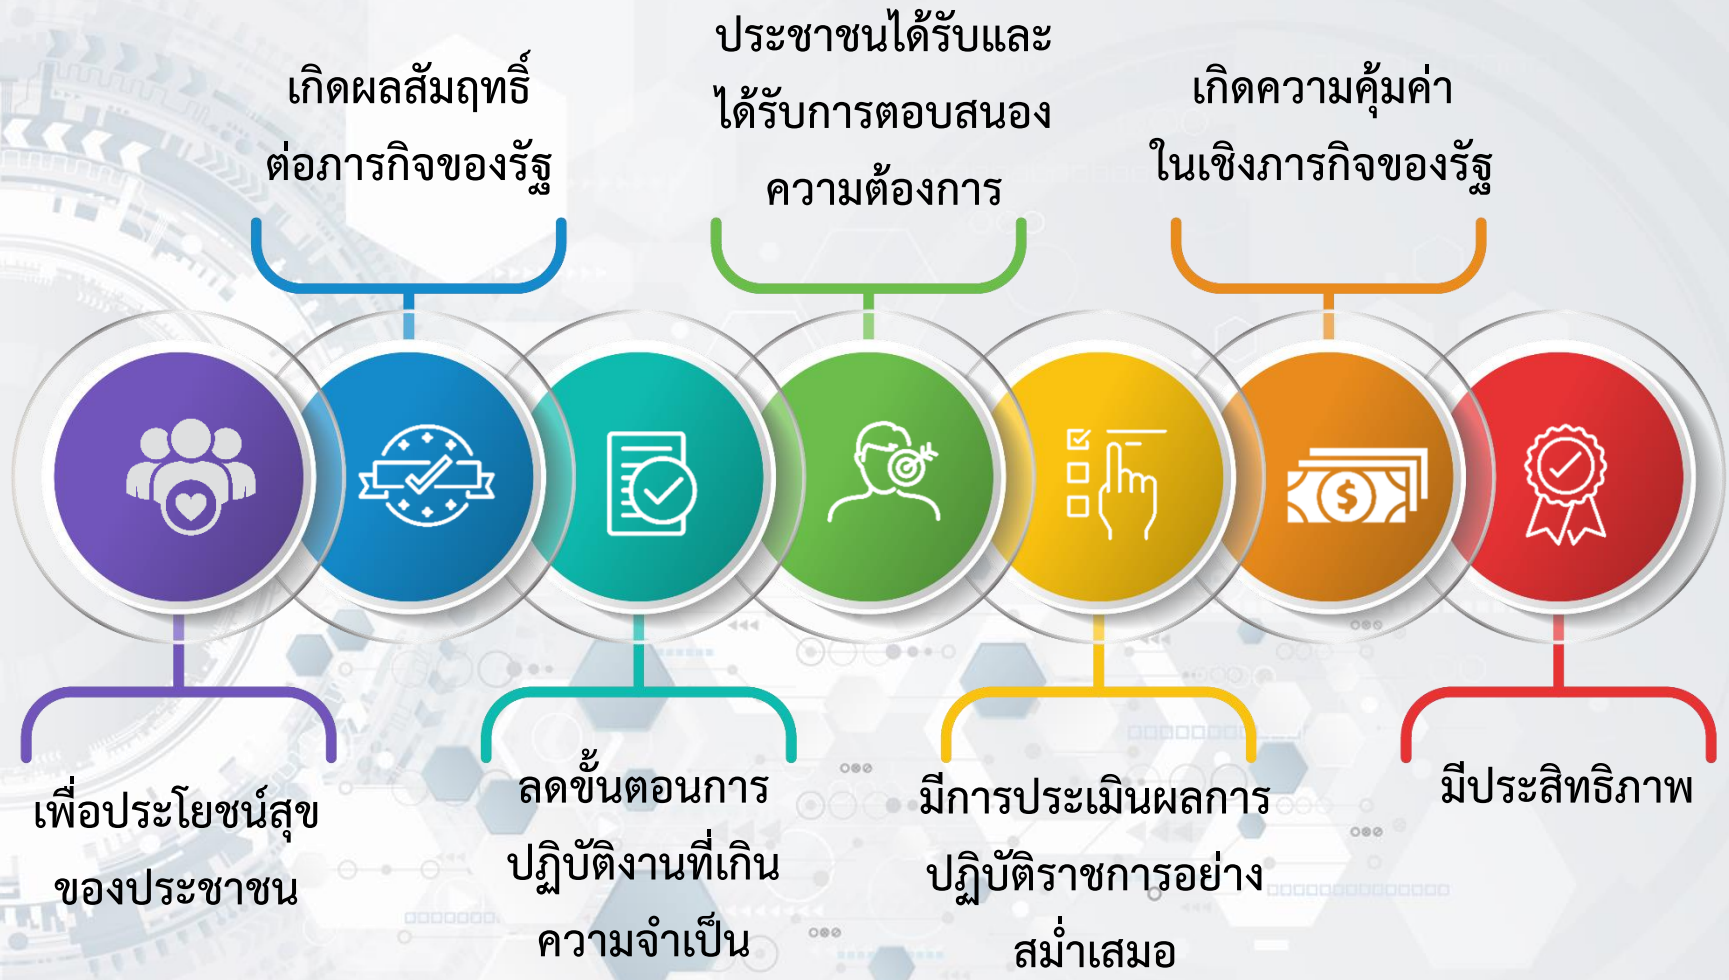 เกิดผลสัมฤทธิ์
ต่อภารกิจของรัฐ
ประชาชนได้รับและ
ได้รับการตอบสนอง
ความต้องการ
เกิดความคุ้มค่า
ในเชิงภารกิจของรัฐ
เพื่อประโยชน์สุข
ของประชาชน
ลดขั้นตอนการ
ปฏิบัติงานที่เกิน
ความจำเป็น
มีการประเมินผลการ
ปฏิบัติราชการอย่าง
สม่ำเสมอ
มีประสิทธิภาพ